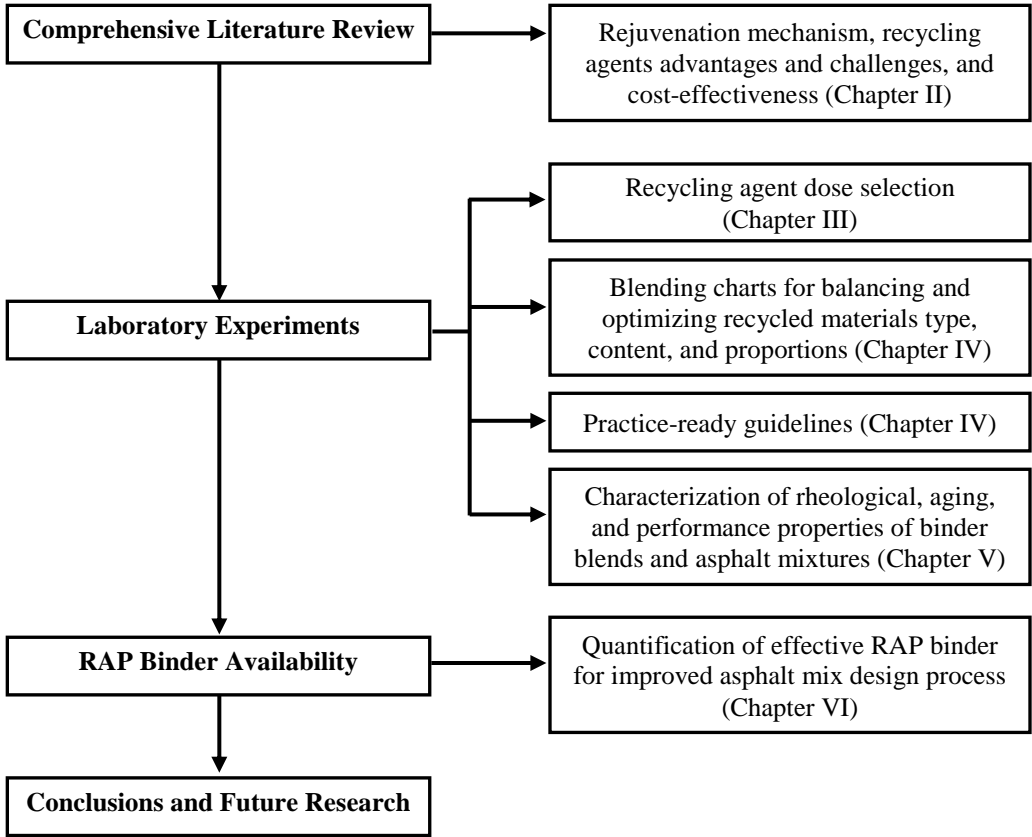 Comprehensive Literature Review
Rejuvenation mechanism, recycling
agents advantages and challenges, and
cost-effectiveness (Chapter II)
Recycling agent dose selection
(Chapter III)
Laboratory Experiments
Blending charts for balancing and
optimizing recycled materials type,
content, and proportions (Chapter IV)
Practice-ready guidelines (Chapter IV)
Characterization of rheological, aging,
and performance properties of binder
blends and asphalt mixtures (Chapter V)
RAP Binder Availability
Quantification of effective RAP binder
for improved asphalt mix design process
(Chapter VI)
Conclusions and Future Research